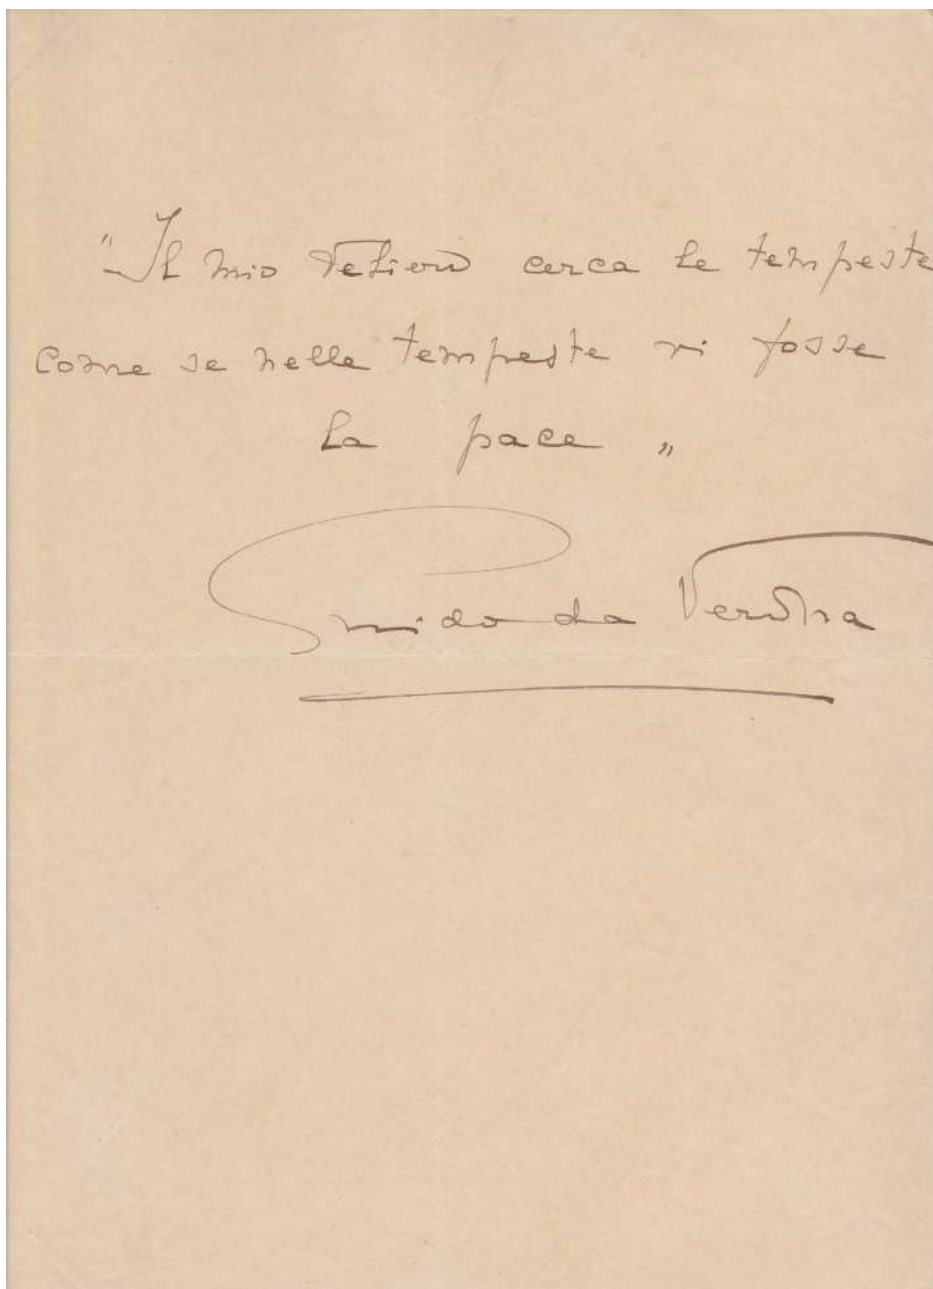 "Il mio veliero cerca le tempeste
come se nelle tempeste vi fosse
la pace "
Guido da Verona